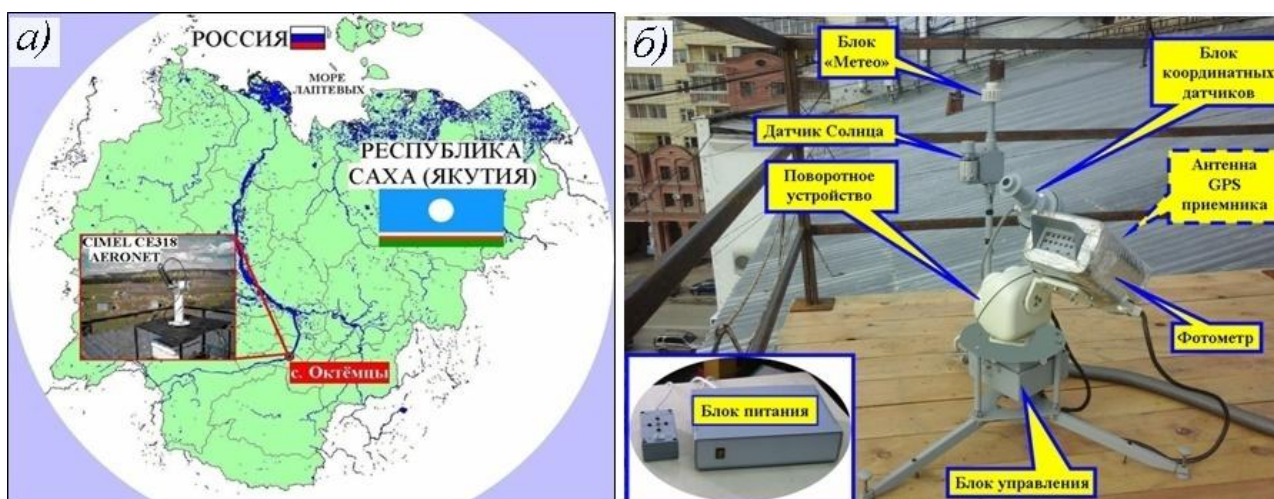 а)
РОССИЯ
МОРЕ
ЛАПТЕВЫХ
РЕСПУБЛИКА
САХА (ЯКУТИЯ)
CIMEL CE318
AERONET
с. Октёмцы
б)
Блок
«Метео»
Блок
координатных
датчиков
Датчик Солнца
Поворотное
устройство
Антенна
GPS
приемника
Фотометр
Блок питания
Блок управления